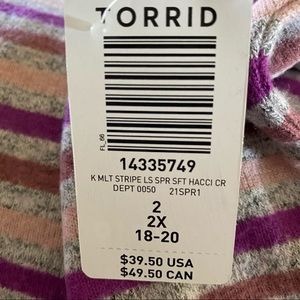 TORRID
FL_66
14335749
K MLT STRIPE LS SPR SFT HACCI CR
DEPT 0050 21SPR1
2
2X
18-20
$39.50 USA
$49.50 CAN